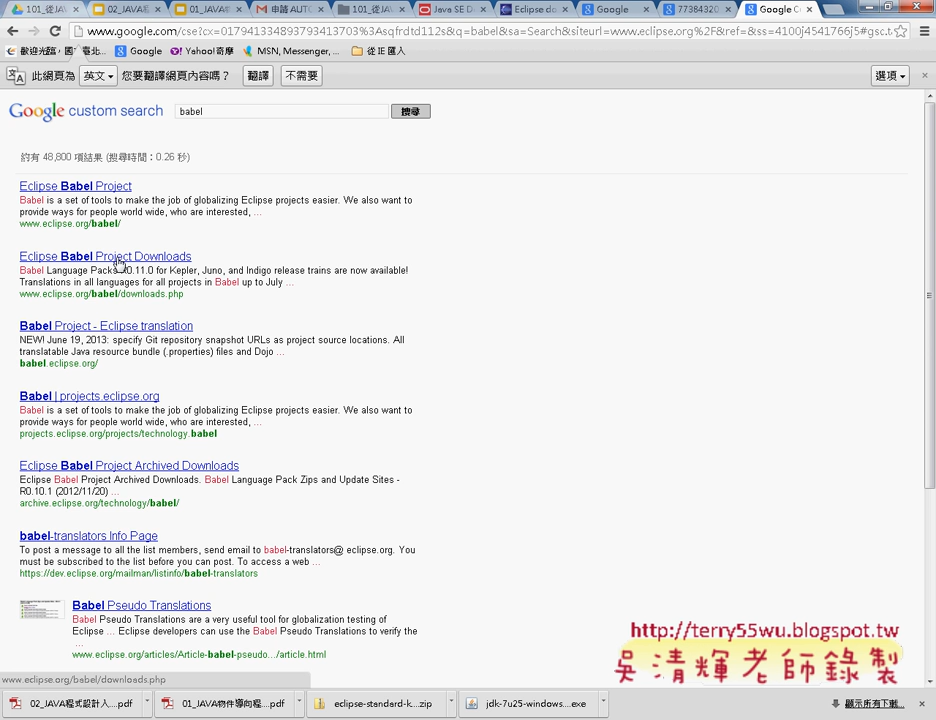 101_從JAV
02_JAVA程
01_JAVA物
申請 AUTO
101_從JAV
Java SE D
Eclipse do
Google
77384320
Google C
www.google.com/cse?cx=017941334893793413703%3Aqsfrdtd112s&q=babel&sa=Search&siteurl=www.eclipse.org%2F&ref=&ss=4100j4541766j5#gsc.t
歡迎光臨，國"臺北...
Google
Yahoo!奇摩
MSN, Messenger, ...
從 IE 匯入
此網頁為 英文 您要翻譯網頁內容嗎？ 翻譯 不需要 選項
Google custom search babel 搜尋
約有 48,800 項結果 (搜尋時間：0.26 秒)
Eclipse Babel Project
Babel is a set of tools to make the job of globalizing Eclipse projects easier. We also want to
provide ways for people world wide, who are interested, ...
www.eclipse.org/babel/
Eclipse Babel Project Downloads
Babel Language Packs R0.11.0 for Kepler, Juno, and Indigo release trains are now available!
Translations in all languages for all projects in Babel up to July ...
www.eclipse.org/babel/downloads.php
Babel Project - Eclipse translation
NEW! June 19, 2013: specify Git repository snapshot URLs as project source locations. All
translatable Java resource bundle (.properties) files and Dojo ...
babel.eclipse.org/
Babel | projects.eclipse.org
Babel is a set of tools to make the job of globalizing Eclipse projects easier. We also want to
provide ways for people world wide, who are interested, ...
projects.eclipse.org/projects/technology.babel
Eclipse Babel Project Archived Downloads
Eclipse Babel Project Archived Downloads. Babel Language Pack Zips and Update Sites -
R0.10.1 (2012/11/20) ...
archive.eclipse.org/technology/babel/
babel-translators Info Page
To post a message to all the list members, send email to babel-translators@ eclipse.org. You
must be subscribed to the list before you can post. To access a web ...
https://dev.eclipse.org/mailman/listinfo/babel-translators
Babel Pseudo Translations
Babel Pseudo Translations are a very useful tool for globalization testing of
Eclipse ... Eclipse developers can use the Babel Pseudo Translations to verify the
...
www.eclipse.org/articles/Article-babel-pseudo.../article.html
http://terry55wu.blogspot.tw
吳清輝老師錄製
www.eclipse.org/babel/downloads.php
02_JAVA程式設計入....pdf
01_JAVA物件導向程....pdf
eclipse-standard-k....zip
jdk-7u25-windows....exe
顯示所有下載...